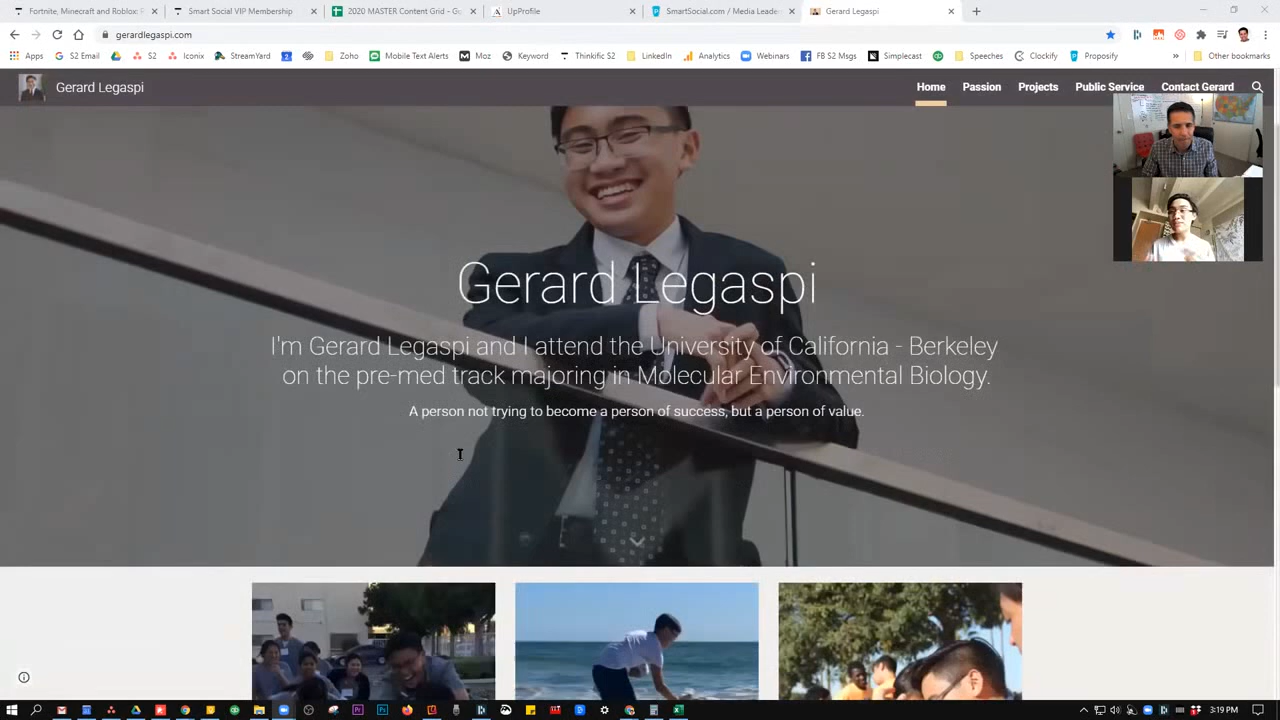 Fortnite, Minecraft and Roblox: F
Smart Social VIP Membership
2020 MASTER Content Grid - Go
UpProfile
SmartSocial.com / Media Leade
Gerard Legaspi
gerardlegaspi.com
Apps
S2 Email
S2
Iconix
StreamYard
Zoho
Mobile Text Alerts
Moz
Keyword
Thinkific S2
LinkedIn
Analytics
Webinars
FB S2 Msgs
Simplecast
Speeches
Clockify
Proposify
»
Other bookmarks
Gerard Legaspi
Home
Passion
Projects
Public Service
Contact Gerard
Gerard Legaspi
I'm Gerard Legaspi and I attend the University of California - Berkeley
on the pre-med track majoring in Molecular Environmental Biology.
A person not trying to become a person of success, but a person of value.
3:19 PM